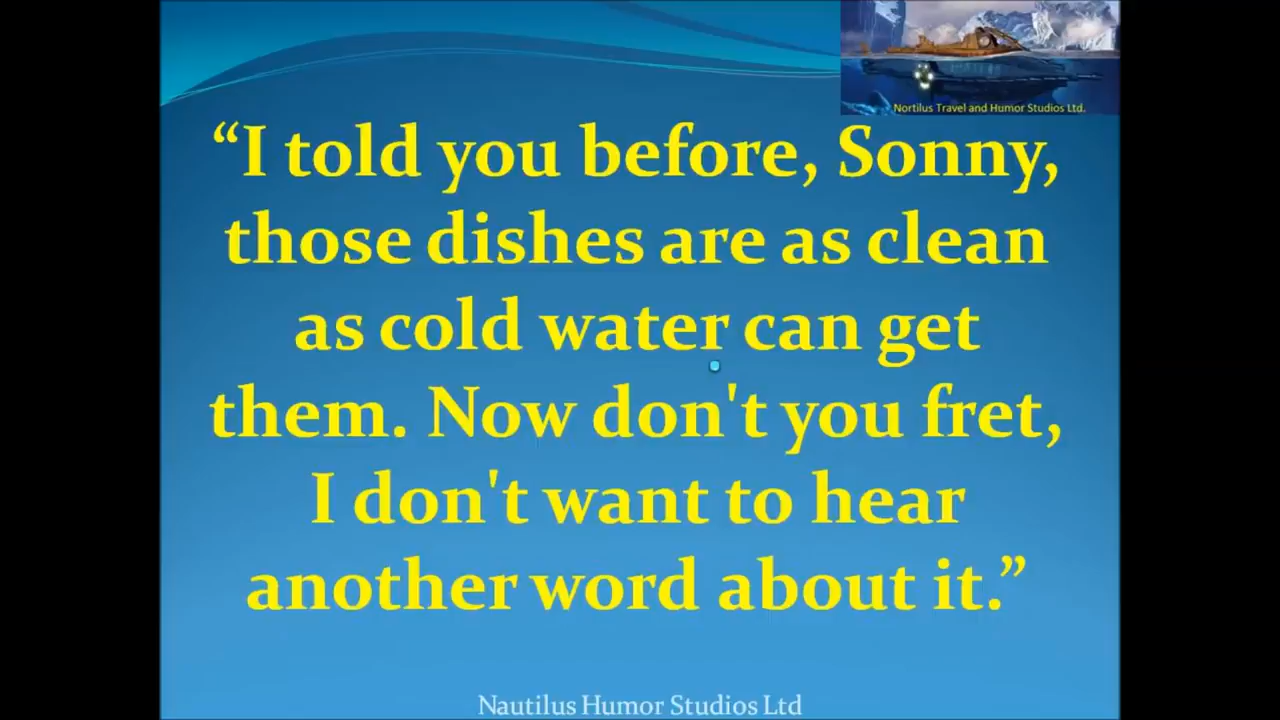 Nortilus Travel and Humor Studios Ltd.
“I told you before, Sonny,
those dishes are as clean
as cold water can get
them. Now don't you fret,
I don't want to hear
another word about it.”
Nautilus Humor Studios Ltd